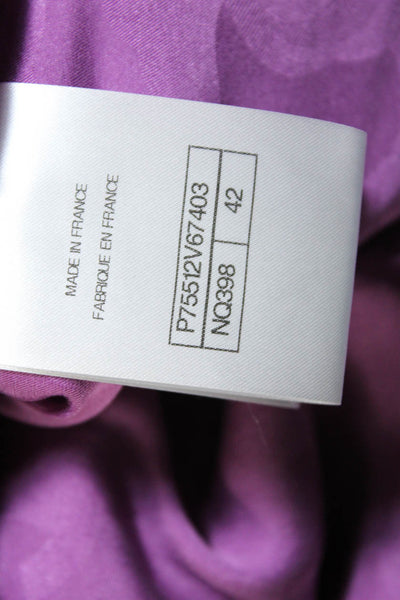 MADE IN FRANCE
FABRIQUE EN FRANCE
P75512V67403
NQ398 42